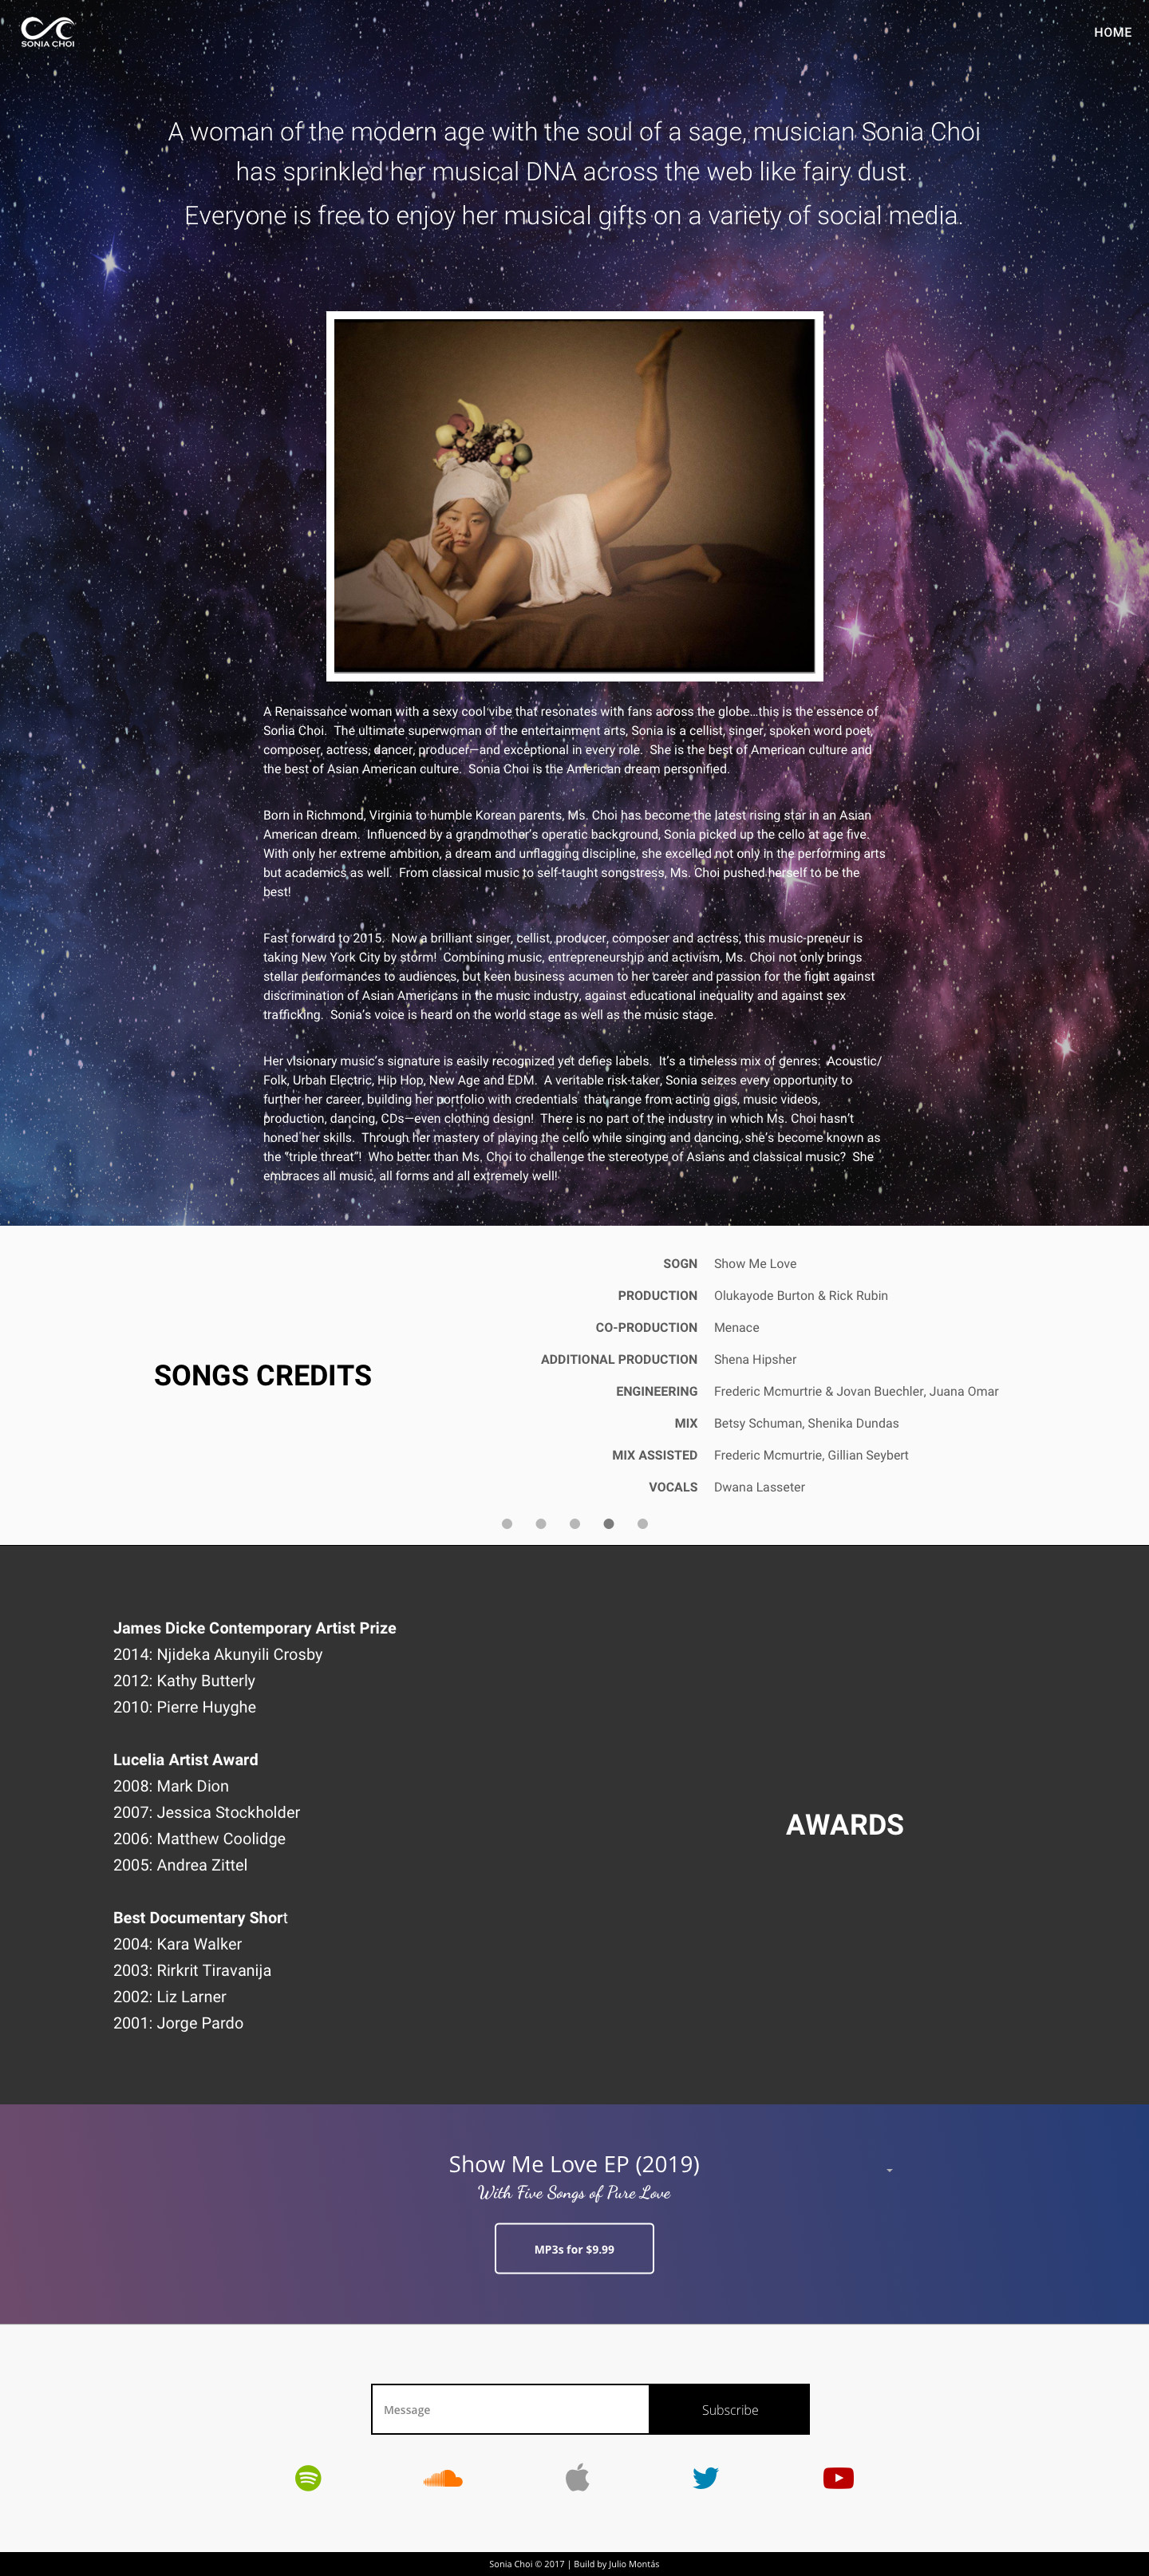 SONIA CHOI
HOME
A woman of the modern age with the soul of a sage, musician Sonia Choi
has sprinkled her musical DNA across the web like fairy dust.
Everyone is free to enjoy her musical gifts on a variety of social media.
A Renaissance woman with a sexy cool vibe that resonates with fans across the globe…this is the essence of
Sonia Choi. The ultimate superwoman of the entertainment arts, Sonia is a cellist, singer, spoken word poet,
composer, actress, dancer, producer—and exceptional in every role. She is the best of American culture and
the best of Asian American culture. Sonia Choi is the American dream personified.
Born in Richmond, Virginia to humble Korean parents, Ms. Choi has become the latest rising star in an Asian
American dream. Influenced by a grandmother's operatic background, Sonia picked up the cello at age five.
With only her extreme ambition, a dream and unflagging discipline, she excelled not only in the performing arts
but academics as well. From classical music to self-taught songstress, Ms. Choi pushed herself to be the
best!
Fast forward to 2015. Now a brilliant singer, cellist, producer, composer and actress, this music-preneur is
taking New York City by storm! Combining music, entrepreneurship and activism, Ms. Choi not only brings
stellar performances to audiences, but keen business acumen to her career and passion for the fight against
discrimination of Asian Americans in the music industry, against educational inequality and against sex
trafficking. Sonia's voice is heard on the world stage as well as the music stage.
Her visionary music's signature is easily recognized yet defies labels. It's a timeless mix of genres: Acoustic/
Folk, Urbah Electric, Hip Hop, New Age and EDM. A veritable risk-taker, Sonia seizes every opportunity to
further her career, building her portfolio with credentials that range from acting gigs, music videos,
production, dancing, CDs—even clothing design! There is no part of the industry in which Ms. Choi hasn't
honed her skills. Through her mastery of playing the cello while singing and dancing, she's become known as
the "triple threat"! Who better than Ms. Choi to challenge the stereotype of Asians and classical music? She
embraces all music, all forms and all extremely well!
SONGS CREDITS
SOGN Show Me Love
PRODUCTION Olukayode Burton & Rick Rubin
CO-PRODUCTION Menace
ADDITIONAL PRODUCTION Shena Hipsher
ENGINEERING Frederic Mcmurtrie & Jovan Buechler, Juana Omar
MIX Betsy Schuman, Shenika Dundas
MIX ASSISTED Frederic Mcmurtrie, Gillian Seybert
VOCALS Dwana Lasseter
James Dicke Contemporary Artist Prize
2014: Njideka Akunyili Crosby
2012: Kathy Butterly
2010: Pierre Huyghe
Lucelia Artist Award
2008: Mark Dion
2007: Jessica Stockholder
2006: Matthew Coolidge
2005: Andrea Zittel
Best Documentary Short
2004: Kara Walker
2003: Rirkrit Tiravanija
2002: Liz Larner
2001: Jorge Pardo
AWARDS
Show Me Love EP (2019)
With Five Songs of Pure Love
MP3s for $9.99
Message
Subscribe
Sonia Choi © 2017 | Build by Julio Montás